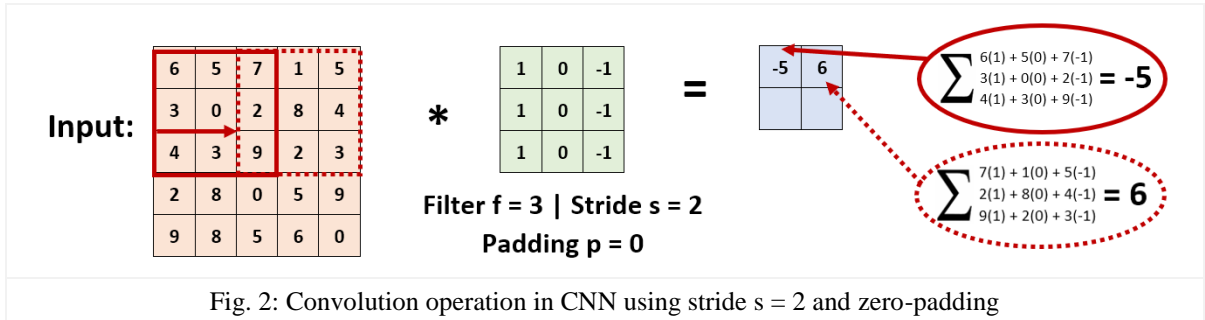 Input:
6 5 7 1 5
3 0 2 8 4
4 3 9 2 3
2 8 0 5 9
9 8 5 6 0
*
1 0 -1
1 0 -1
1 0 -1
Filter f = 3 | Stride s = 2
Padding p = 0
=
-5 6
∑ 6(1) + 5(0) + 7(-1)
3(1) + 0(0) + 2(-1) = -5
4(1) + 3(0) + 9(-1)
∑ 7(1) + 1(0) + 5(-1)
2(1) + 8(0) + 4(-1) = 6
9(1) + 2(0) + 3(-1)
Fig. 2: Convolution operation in CNN using stride s = 2 and zero-padding